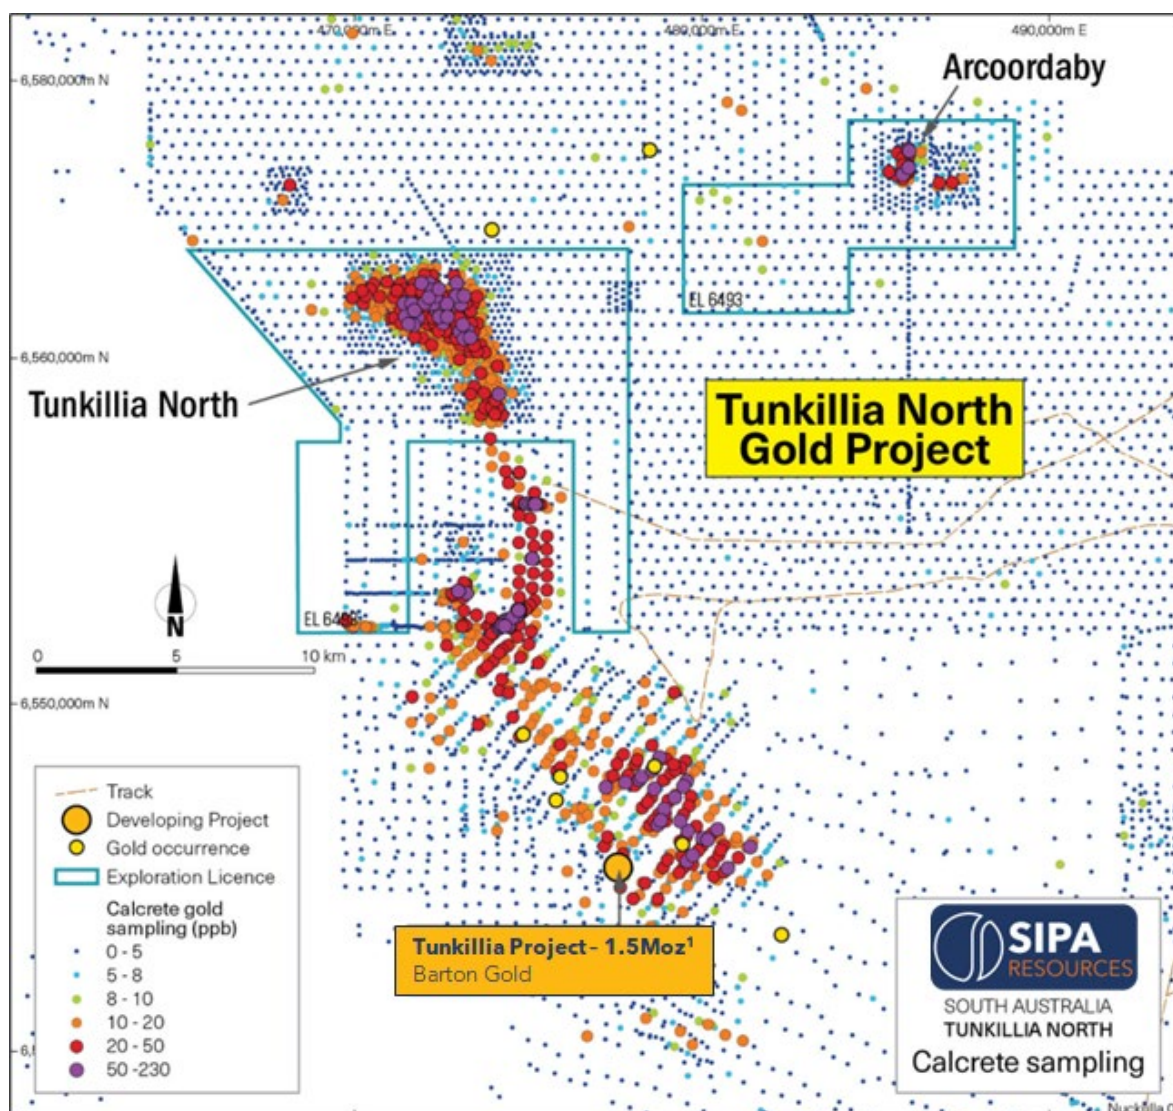 470,000m E
480,000m E
490,000m E
6,580,000m N
Arcoordaby
EL 6493
6,560,000m N
Tunkillia North
Tunkillia North
Gold Project
N
EL 6493
0 5 10 km
6,550,000m N
Track
Developing Project
Gold occurrence
Exploration Licence
Calcrete gold
sampling (ppb)
0 - 5
5 - 8
8 - 10
10 - 20
20 - 50
50 -230
Tunkillia Project – 1.5Moz¹
Barton Gold
SIPA
RESOURCES
SOUTH AUSTRALIA
TUNKILLIA NORTH
Calcrete sampling